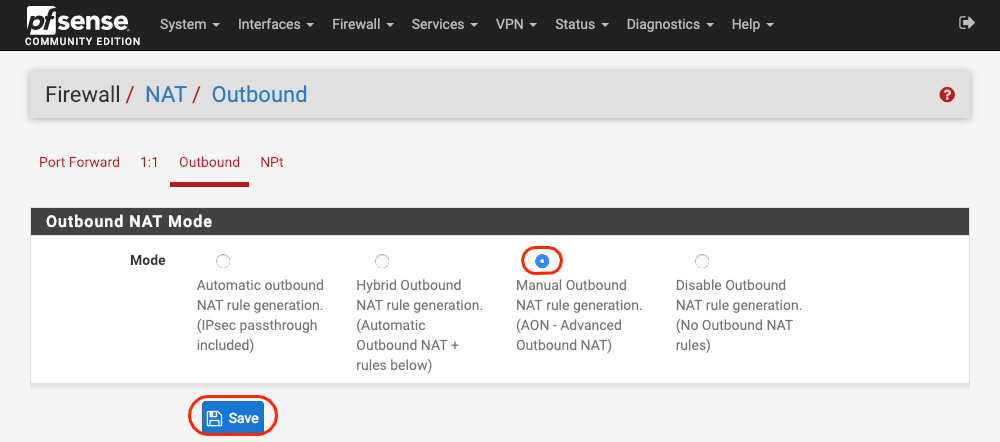 pfsense
COMMUNITY EDITION
System Interfaces Firewall Services VPN Status Diagnostics Help
Firewall / NAT / Outbound
Port Forward 1:1 Outbound NPt
Outbound NAT Mode
Mode
Automatic outbound
NAT rule generation.
(IPsec passthrough
included)
Hybrid Outbound
NAT rule generation.
(Automatic
Outbound NAT +
rules below)
Manual Outbound
NAT rule generation.
(AON - Advanced
Outbound NAT)
Disable Outbound
NAT rule generation.
(No Outbound NAT
rules)
Save